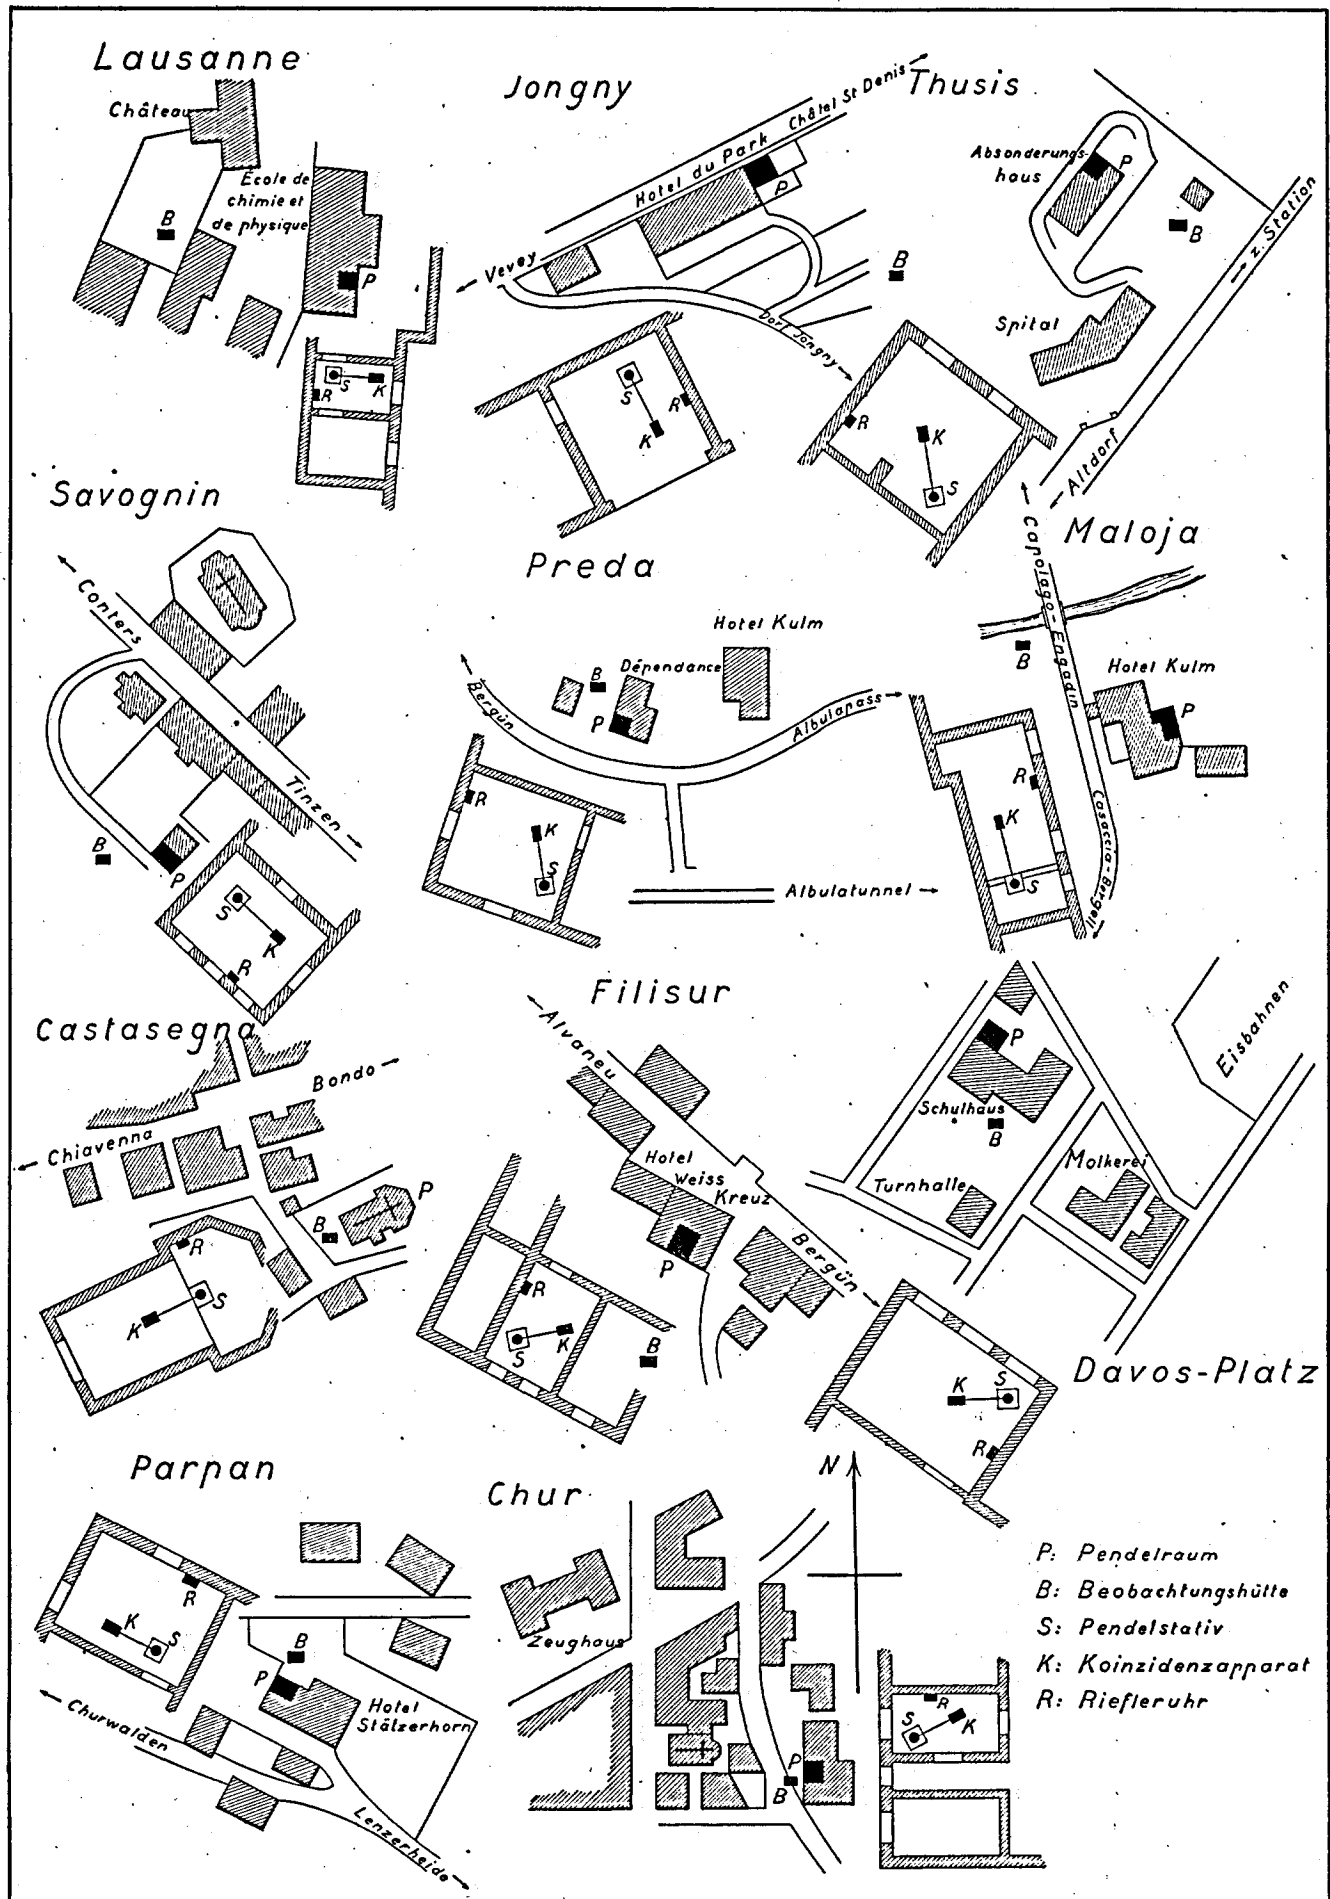 Lausanne
Château
École de
chimie et
de physique
B
P
R
S
K
Jongny
Châtel St Denis
Hotel du Park
P
Vevey
B
Dorf Jongny
S
R
K
Thusis
Absonderungs-
haus
P
B
z. Station
Spital
Altdorf
R
K
S
Savognin
Conters
Tinzen
B
P
S
K
R
Preda
Hotel Kulm
Dépendance
B
P
Bergün
Albulapass
R
K
S
Albulatunnel
Maloja
Capolago-Engadin
B
Hotel Kulm
P
R
K
S
Casaccia-Bergell
Castasegna
Bondo
Chiavenna
P
B
R
S
K
Filisur
Alvaneu
Hotel
Weiss
Kreuz
P
Bergün
R
S
K
B
Eisbahnen
P
Schulhaus
B
Molkerei
Turnhalle
Davos-Platz
K
S
R
Parpan
R
K
S
B
P
Hotel
Stälzerhorn
Churwalden
Lenzerheide
Chur
N
Zeughaus
P
B
R
S
K
P: Pendelraum
B: Beobachtungshütte
S: Pendelstativ
K: Koinzidenzapparat
R: Riefleruhr